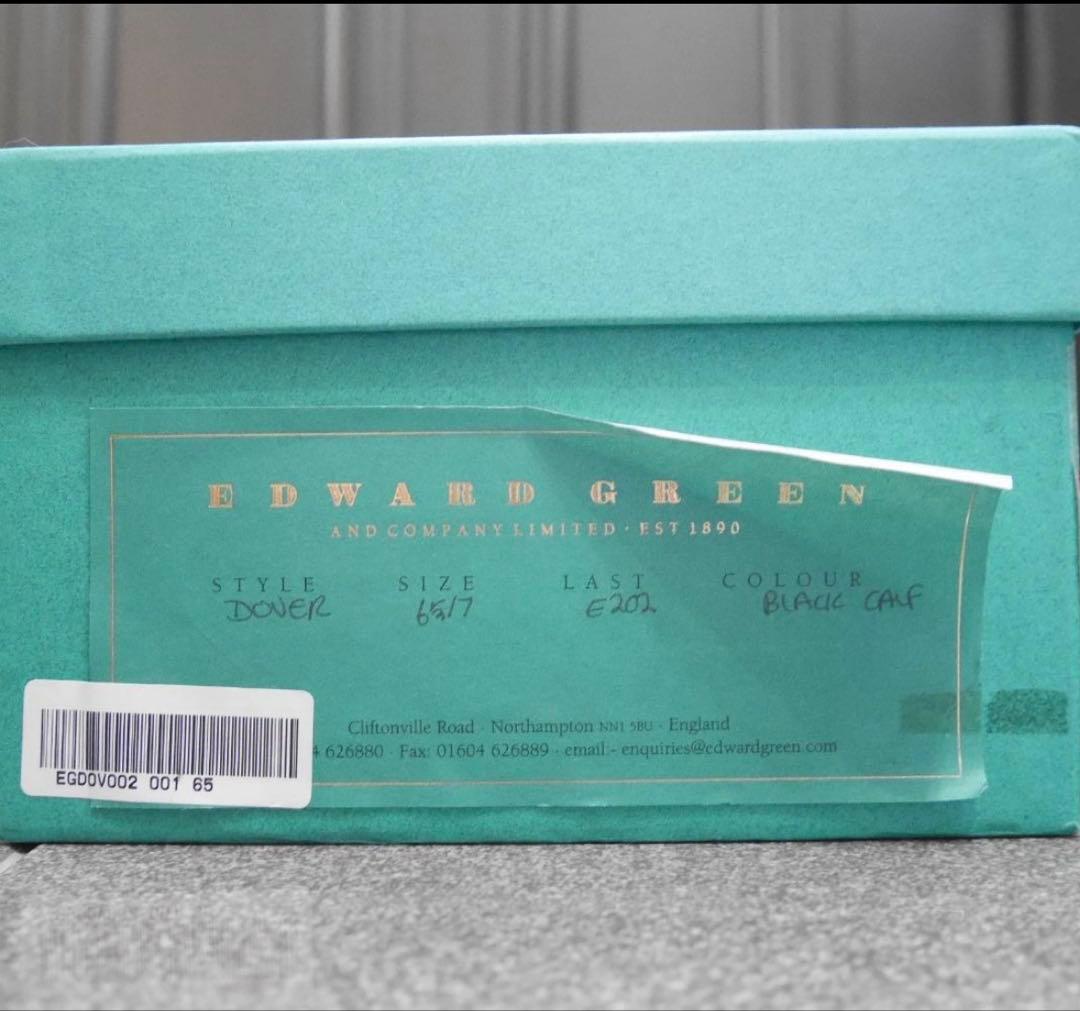 EDWARD GREEN
AND COMPANY LIMITED · EST 1890
STYLE SIZE LAST COLOUR
DOVER 6½/7 E202 BLACK CALF
Cliftonville Road · Northampton NN1 5BU · England
4 626880 · Fax: 01604 626889 · email:- enquiries@edwardgreen.com
EGDOV002 001 65